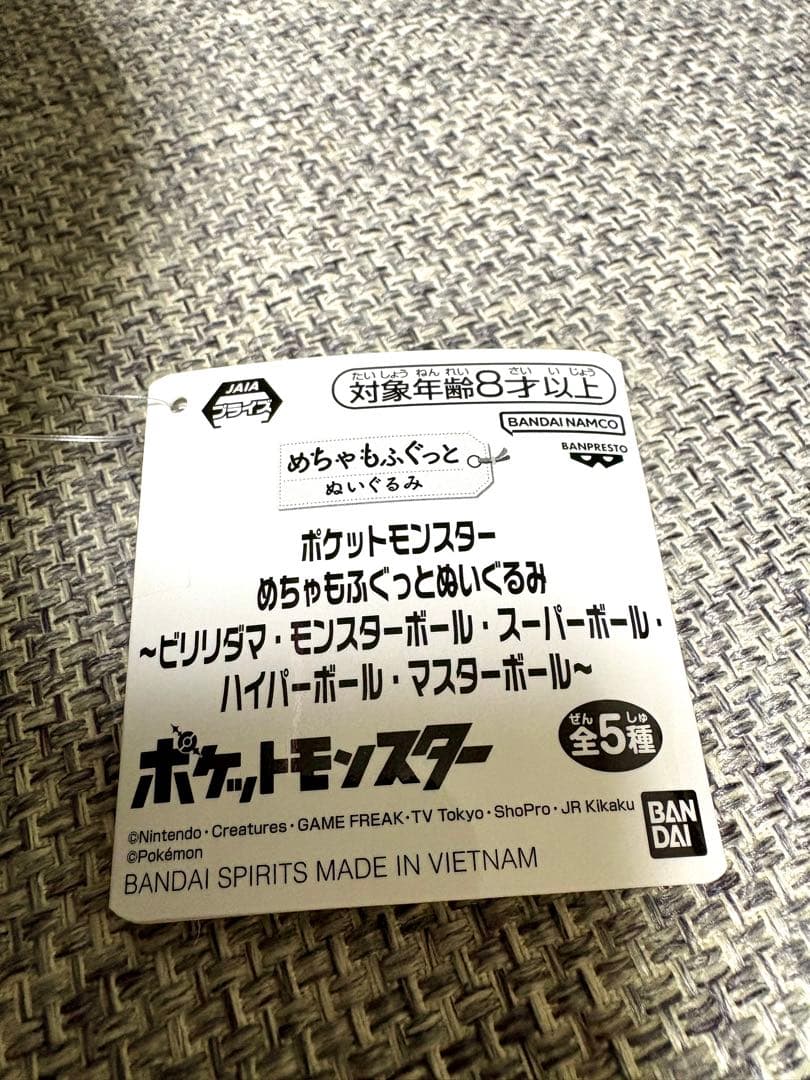 JAIA
プライズ
たいしょうねんれい さいいじょう
対象年齢8才以上
BANDAI NAMCO
BANPRESTO
めちゃもふぐっと
ぬいぐるみ
ポケットモンスター
めちゃもふぐっとぬいぐるみ
~ビリリダマ・モンスターボール・スーパーボール・
ハイパーボール・マスターボール~
ポケットモンスター
ぜん しゅ
全5種
©Nintendo・Creatures・GAME FREAK・TV Tokyo・ShoPro・JR Kikaku
©Pokémon
BAN
DAI
BANDAI SPIRITS MADE IN VIETNAM